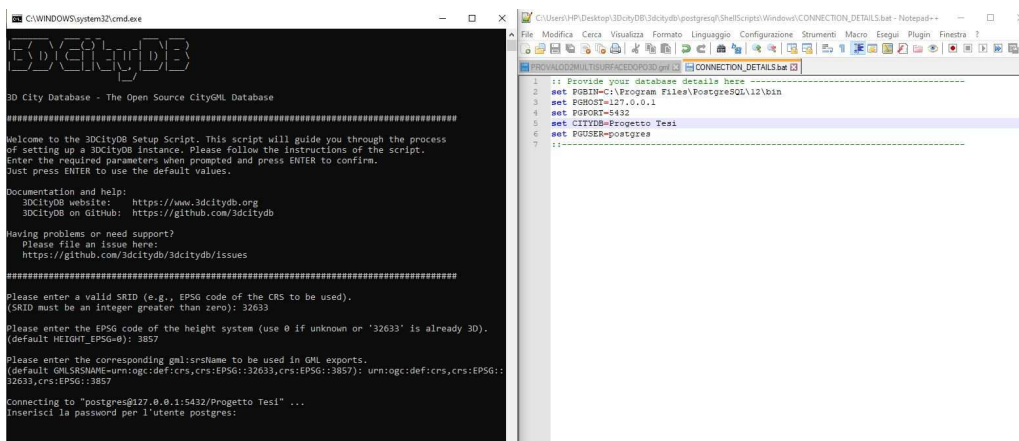 C:\WINDOWS\system32\cmd.exe
3D City Database - The Open Source CityGML Database
##########################################################################################
Welcome to the 3DCityDB Setup Script. This script will guide you through the process
of setting up a 3DCityDB instance. Please follow the instructions of the script.
Enter the required parameters when prompted and press ENTER to confirm.
Just press ENTER to use the default values.
Documentation and help:
3DCityDB website: https://www.3dcitydb.org
3DCityDB on GitHub: https://github.com/3dcitydb
Having problems or need support?
Please file an issue here:
https://github.com/3dcitydb/3dcitydb/issues
##########################################################################################
Please enter a valid SRID (e.g., EPSG code of the CRS to be used).
(SRID must be an integer greater than zero): 32633
Please enter the EPSG code of the height system (use 0 if unknown or '32633' is already 3D).
(default HEIGHT_EPSG=0): 3857
Please enter the corresponding gml:srsName to be used in GML exports.
(default GMLSRSNAME=urn:ogc:def:crs,crs:EPSG::32633,crs:EPSG::3857): urn:ogc:def:crs,crs:EPSG::
32633,crs:EPSG::3857
Connecting to "postgres@127.0.0.1:5432/Progetto Tesi" ...
Inserisci la password per l'utente postgres:
C:\Users\HP\Desktop\3DcityDB\3dcitydb\postgresql\ShellScripts\Windows\CONNECTION_DETAILS.bat - Notepad++
File Modifica Cerca Visualizza Formato Linguaggio Configurazione Strumenti Macro Esegui Plugin Finestra ?
PROVALOD2MULTISURFACEDOPO3D.gml CONNECTION_DETAILS.bat
1 :: Provide your database details here ----------------------------------------
2 set PGBIN=C:\Program Files\PostgreSQL\12\bin
3 set PGHOST=127.0.0.1
4 set PGPORT=5432
5 set CITYDB=Progetto Tesi
6 set PGUSER=postgres
7 ::----------------------------------------------------------------------------